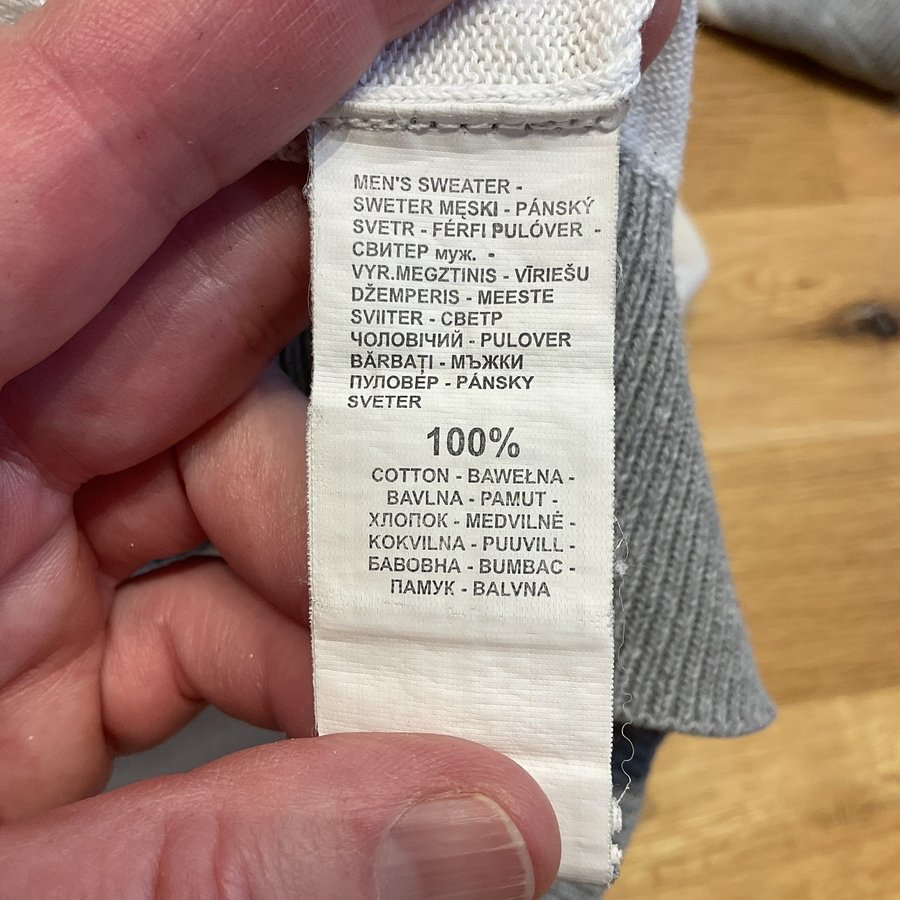 MEN'S SWEATER -
SWETER MĘSKI - PÁNSKÝ
SVETR - FÉRFI PULÓVER -
СВИТЕР муж. -
VYR.MEGZTINIS - VĪRIEŠU
DŽEMPERIS - MEESTE
SVIITER - СВЕТР
ЧОЛОВІЧИЙ - PULOVER
BĂRBAȚI - МЪЖКИ
ПУЛОВЕР - PÁNSKY
SVETER
100%
COTTON - BAWEŁNA -
BAVLNA - PAMUT -
ХЛОПОК - MEDVILNĖ -
KOKVILNA - PUUVILL -
БАВОВНА - BUMBAC -
ПАМУК - BALVNA